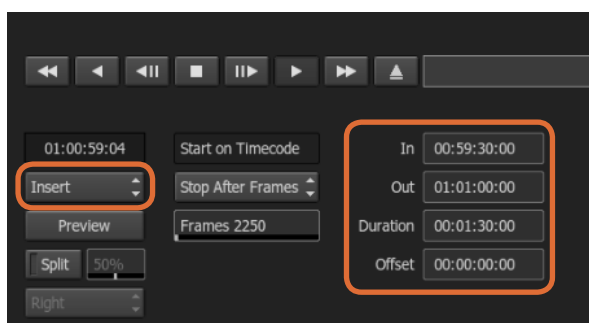 01:00:59:04 Start on Timecode In 00:59:30:00
Insert Stop After Frames Out 01:01:00:00
Preview Frames 2250 Duration 00:01:30:00
Split 50% Offset 00:00:00:00
Right